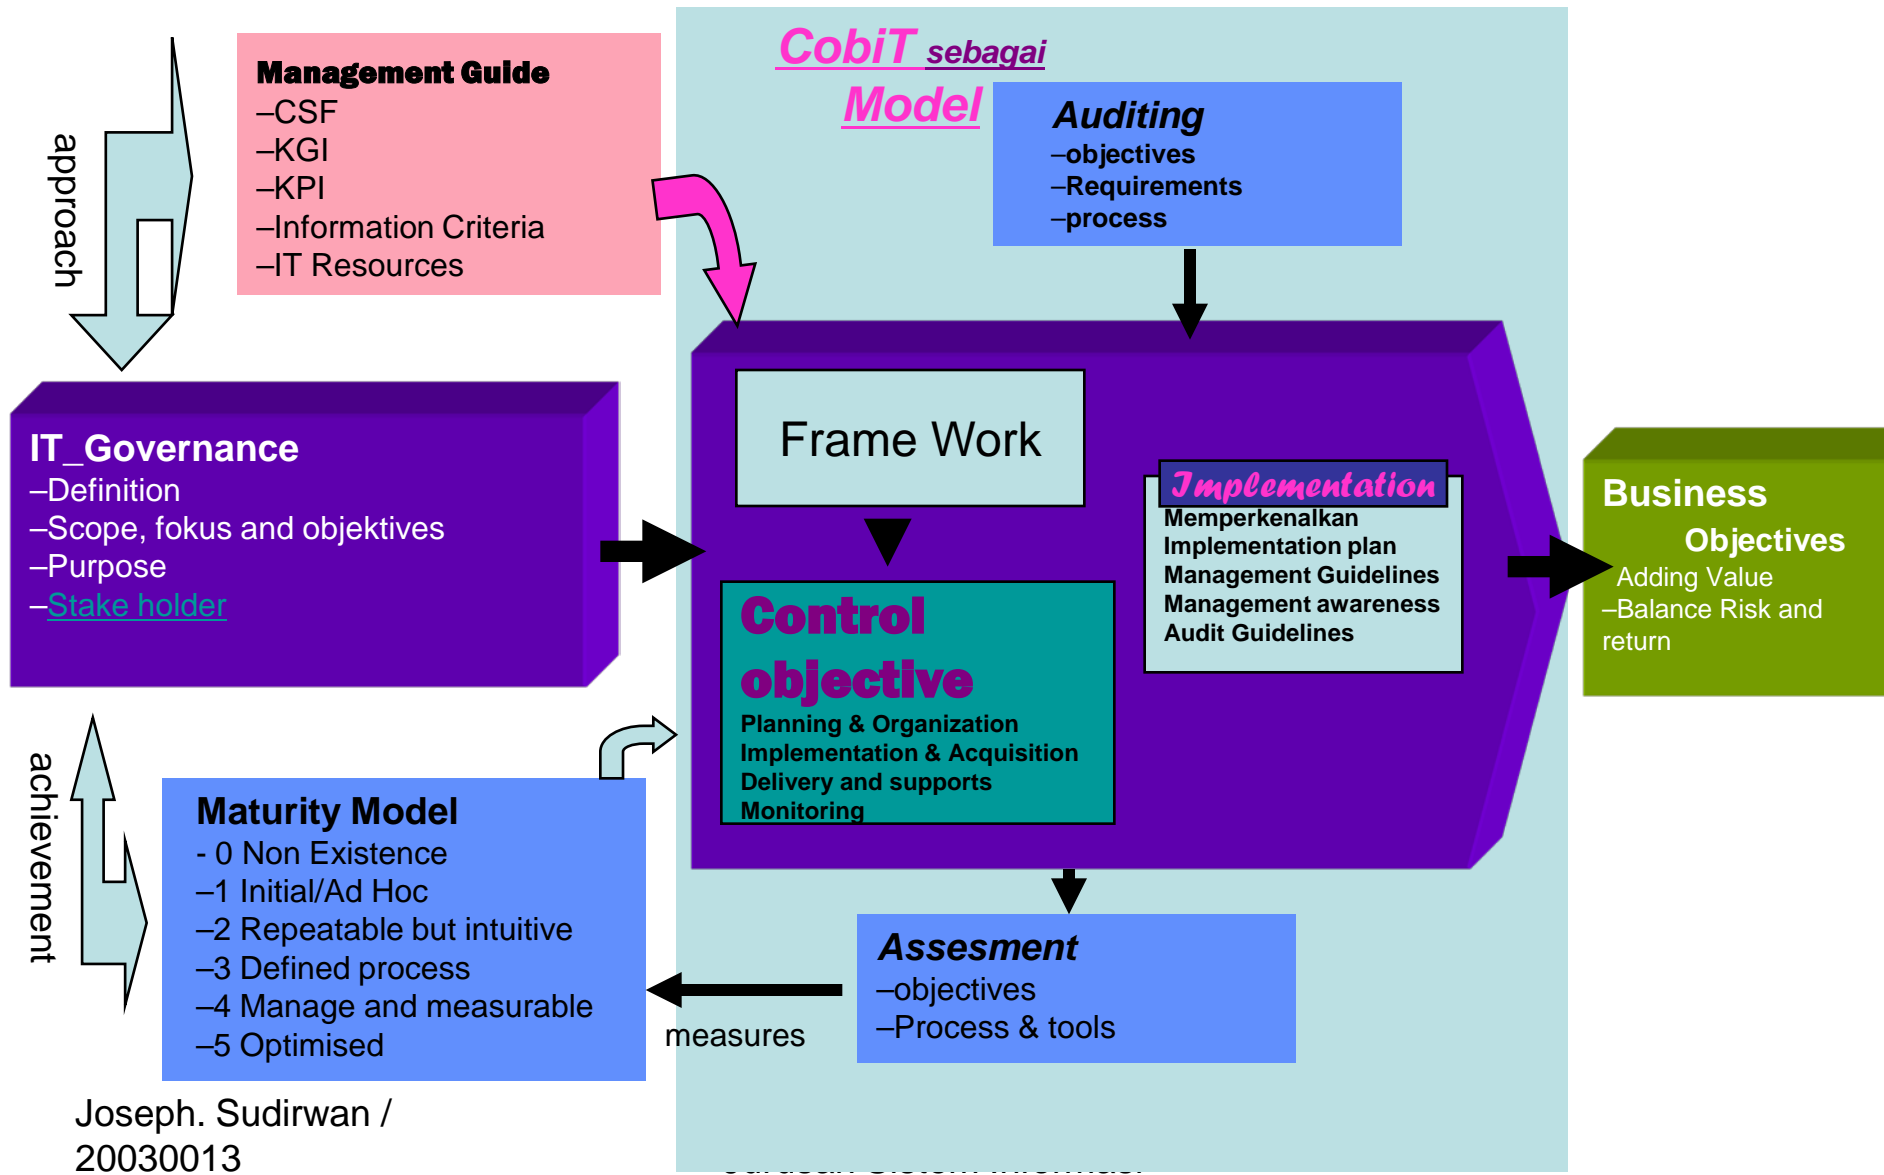 CobiT sebagai
Model
Management Guide
–CSF
–KGI
–KPI
–Information Criteria
–IT Resources
Auditing
–objectives
–Requirements
–process
approach
IT_Governance
–Definition
–Scope, fokus and objektives
–Purpose
–Stake holder
Frame Work
Control
objective
Planning & Organization
Implementation & Acquisition
Delivery and supports
Monitoring
Implementation
Memperkenalkan
Implementation plan
Management Guidelines
Management awareness
Audit Guidelines
Business
Objectives
Adding Value
–Balance Risk and
return
achievement
Maturity Model
- 0 Non Existence
–1 Initial/Ad Hoc
–2 Repeatable but intuitive
–3 Defined process
–4 Manage and measurable
–5 Optimised
measures
Assesment
–objectives
–Process & tools
Joseph. Sudirwan /
20030013